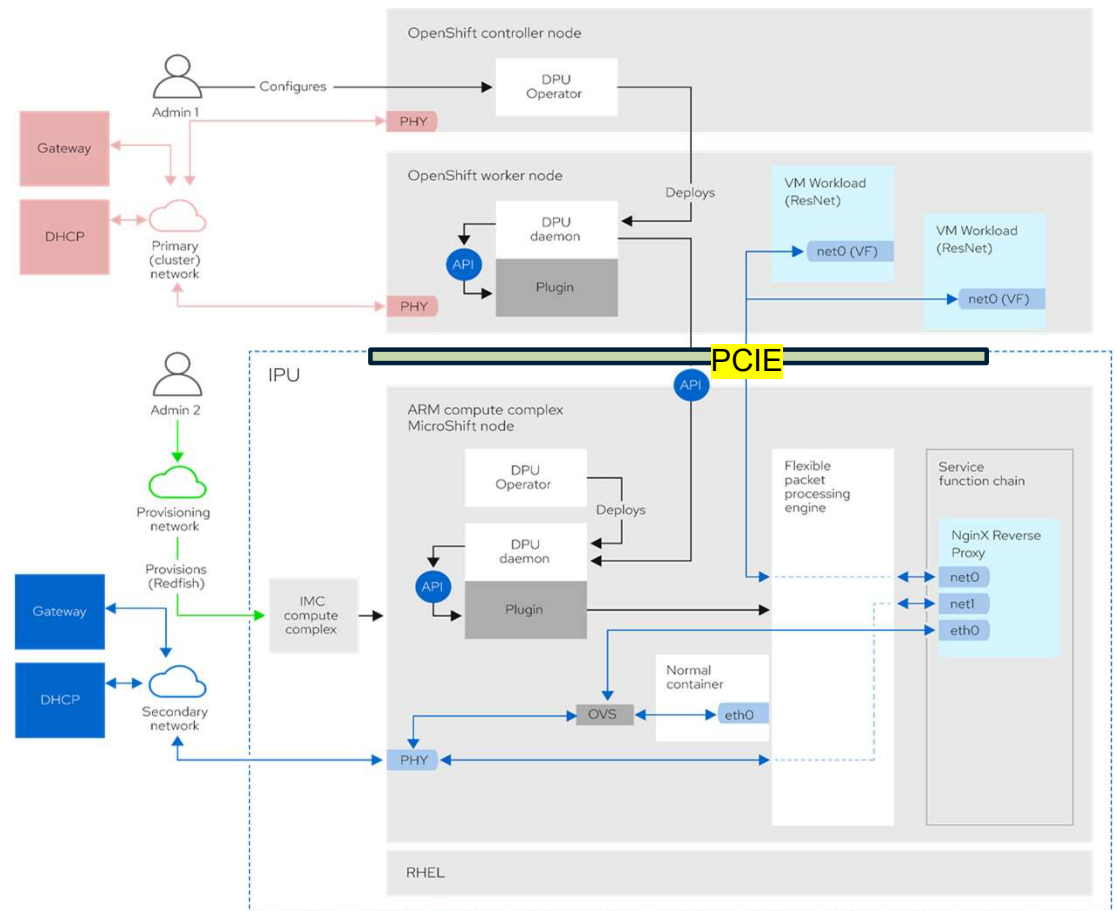 OpenShift controller node
DPU
Operator
Configures
Admin 1
PHY
Gateway
OpenShift worker node
Deploys
VM Workload
(ResNet)
net0 (VF)
VM Workload
(ResNet)
net0 (VF)
DHCP
Primary
(cluster)
network
DPU
daemon
API
Plugin
PHY
PCIE
IPU
API
Admin 2
ARM compute complex
MicroShift node
DPU
Operator
Deploys
Flexible
packet
processing
engine
Service
function chain
Provisioning
network
Provisions
(Redfish)
DPU
daemon
API
Plugin
NginX Reverse
Proxy
net0
net1
eth0
IMC
compute
complex
Gateway
DHCP
Secondary
network
Normal
container
OVS
eth0
PHY
RHEL